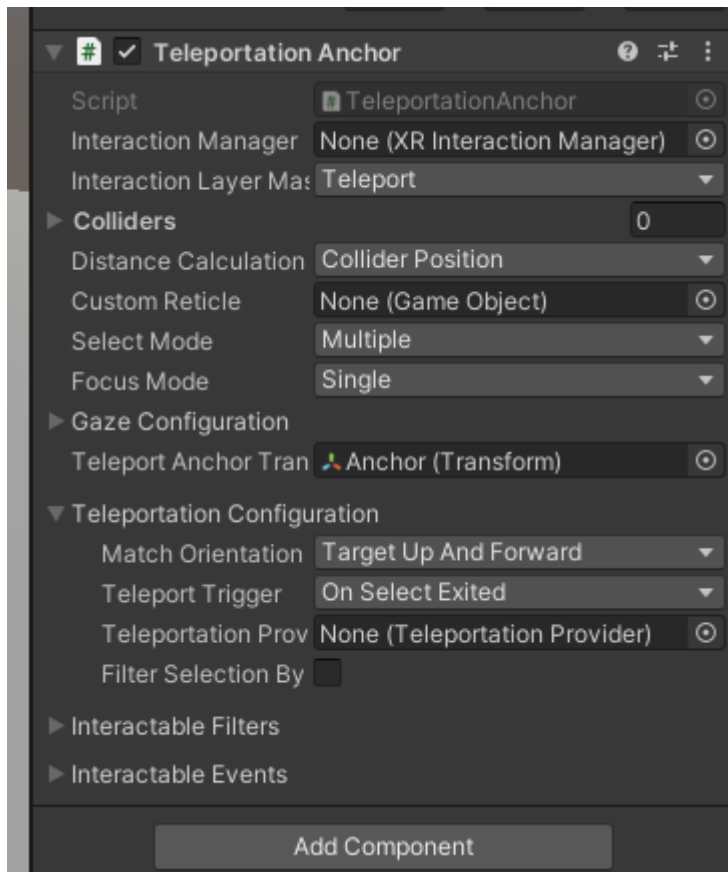 Teleportation Anchor
Script TeleportationAnchor
Interaction Manager None (XR Interaction Manager)
Interaction Layer Mas Teleport
Colliders 0
Distance Calculation Collider Position
Custom Reticle None (Game Object)
Select Mode Multiple
Focus Mode Single
Gaze Configuration
Teleport Anchor Tran Anchor (Transform)
Teleportation Configuration
Match Orientation Target Up And Forward
Teleport Trigger On Select Exited
Teleportation Prov None (Teleportation Provider)
Filter Selection By
Interactable Filters
Interactable Events
Add Component